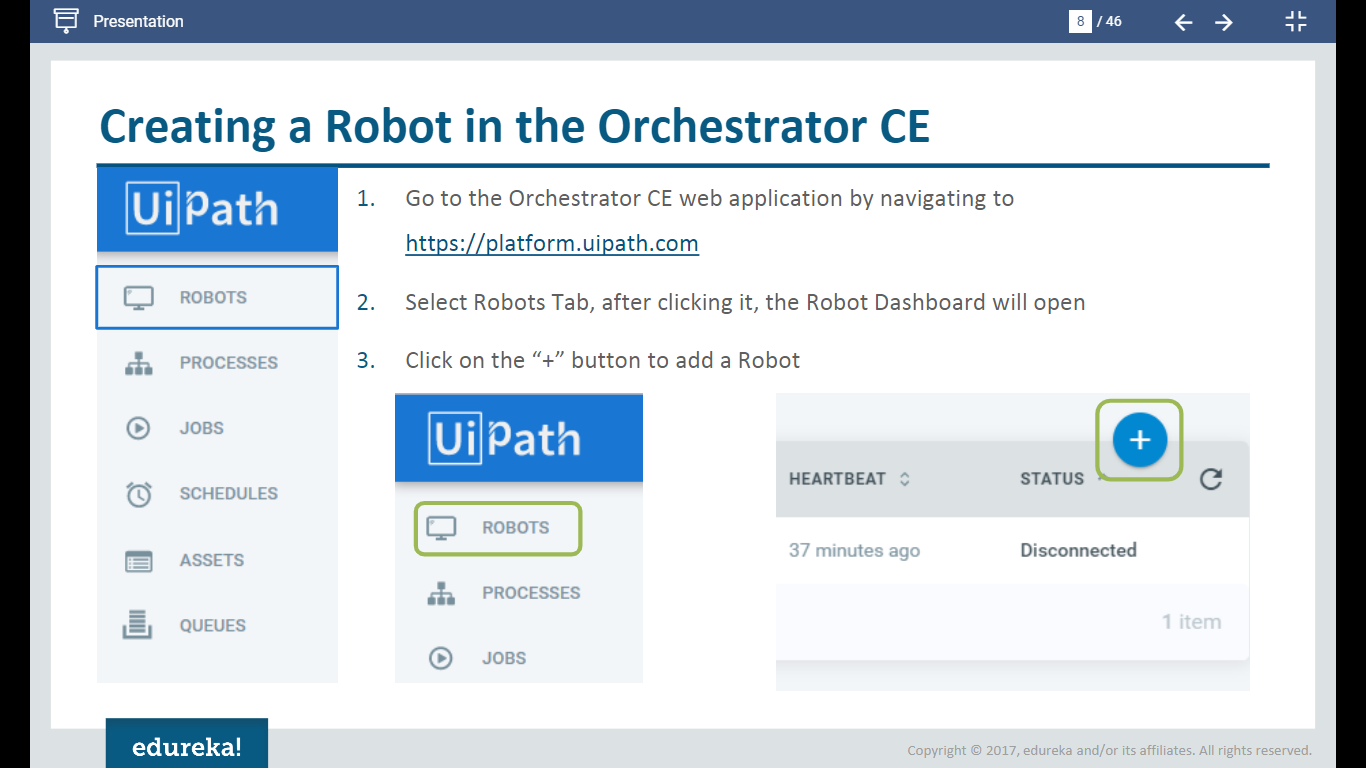 Presentation
8 / 46
Creating a Robot in the Orchestrator CE
UiPath
ROBOTS
PROCESSES
JOBS
SCHEDULES
ASSETS
QUEUES
1. Go to the Orchestrator CE web application by navigating to
https://platform.uipath.com
2. Select Robots Tab, after clicking it, the Robot Dashboard will open
3. Click on the “+” button to add a Robot
UiPath
ROBOTS
PROCESSES
JOBS
+
HEARTBEAT STATUS
37 minutes ago Disconnected
1 item
edureka!
Copyright © 2017, edureka and/or its affiliates. All rights reserved.